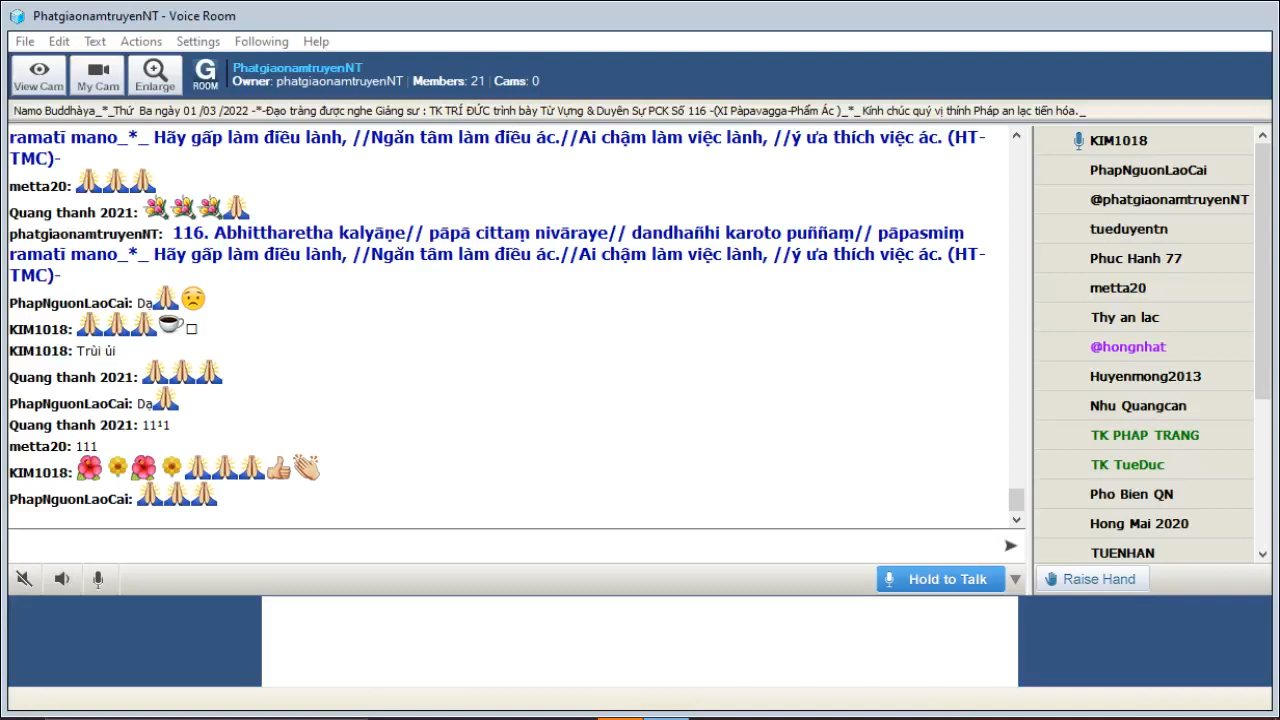 PhatgiaonamtruyenNT - Voice Room
File Edit Text Actions Settings Following Help
View Cam My Cam Enlarge G ROOM PhatgiaonamtruyenNT
Owner: phatgiaonamtruyenNT Members: 21 Cams: 0
Namo Buddhàya_*_Thứ Ba ngày 01 /03 /2022 -*-Đạo tràng được nghe Giảng sư : TK TRÍ ĐỨC trình bày Từ Vựng & Duyên Sự PCK Số 116 -(XI Pàpavagga-Phẩm Ác )_*_Kính chúc quý vị thính Pháp an lạc tiến hóa._
ramatī mano_*_ Hãy gấp làm điều lành, //Ngăn tâm làm điều ác.//Ai chậm làm việc lành, //ý ưa thích việc ác. (HT-
TMC)-
metta20:
Quang thanh 2021:
phatgiaonamtruyenNT: 116. Abhittharetha kalyāṇe// pāpā cittaṃ nivāraye// dandhañhi karoto puññaṃ// pāpasmiṃ
ramatī mano_*_ Hãy gấp làm điều lành, //Ngăn tâm làm điều ác.//Ai chậm làm việc lành, //ý ưa thích việc ác. (HT-
TMC)-
PhapNguonLaoCai: Dạ
KIM1018:
KIM1018: Trùi ủi
Quang thanh 2021:
PhapNguonLaoCai: Dạ
Quang thanh 2021: 11¹1
metta20: 111
KIM1018:
PhapNguonLaoCai:
Hold to Talk
KIM1018
PhapNguonLaoCai
@phatgiaonamtruyenNT
tueduyentn
Phuc Hanh 77
metta20
Thy an lac
@hongnhat
Huyenmong2013
Nhu Quangcan
TK PHAP TRANG
TK TueDuc
Pho Bien QN
Hong Mai 2020
TUENHAN
Raise Hand